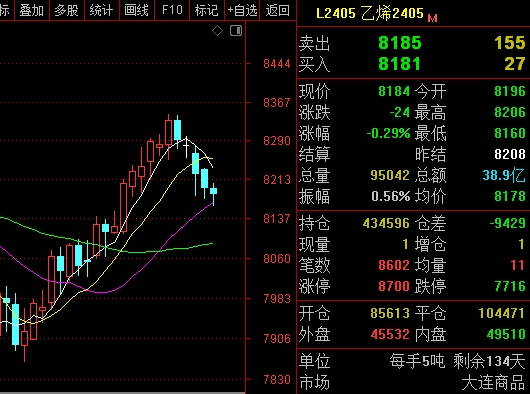 标 叠加 多股 统计 画线 F10 标记 +自选 返回
8444
8367
8290
8213
8137
8060
7983
7906
7830
L2405 乙烯2405 M
卖出 8185 155
买入 8181 27
现价 8184 今开 8196
涨跌 -24 最高 8206
涨幅 -0.29% 最低 8160
结算 昨结 8208
总量 95042 总额 38.9亿
振幅 0.56% 均价 8178
持仓 434596 仓差 -9429
现量 1 增仓 1
笔数 8602 均量 11
涨停 8700 跌停 7716
开仓 85613 平仓 104471
外盘 45532 内盘 49510
单位 每手5吨 剩余134天
市场 大连商品